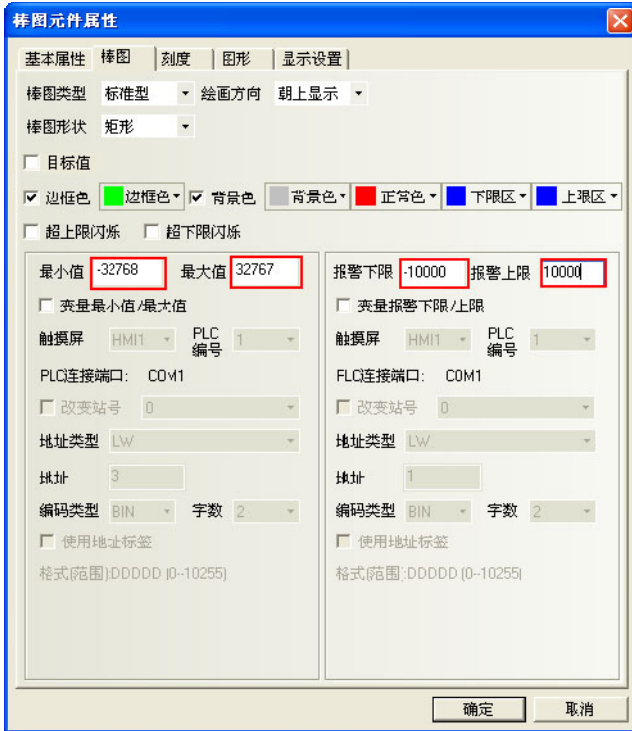 棒图元件属性
基本属性 棒图 刻度 图形 显示设置
棒图类型 标准型 绘画方向 朝上显示
棒图形状 矩形
目标值
边框色 边框色 背景色 背景色 正常色 下限区 上限区
超上限闪烁 超下限闪烁
最小值 -32768 最大值 32767 报警下限 -10000 报警上限 10000
变量最小值/最大值 变量报警下限/上限
触摸屏 HMI1 PLC编号 1 触摸屏 HMI1 PLC编号 1
PLC连接端口: COM1 PLC连接端口: COM1
改变站号 0 改变站号 0
地址类型 LW 地址类型 LW
地址 3 地址 1
编码类型 BIN 字数 2 编码类型 BIN 字数 2
使用地址标签 使用地址标签
格式(范围):DDDDD (0--10255) 格式(范围):DDDDD (0--10255)
确定 取消